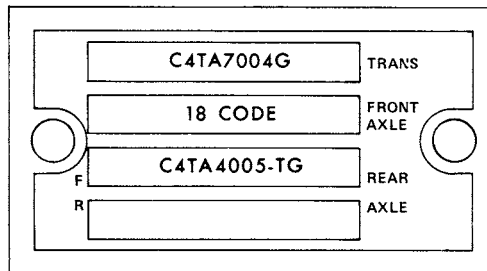 C4TA7004G TRANS
18 CODE FRONT
AXLE
F C4TA4005-TG REAR
R AXLE